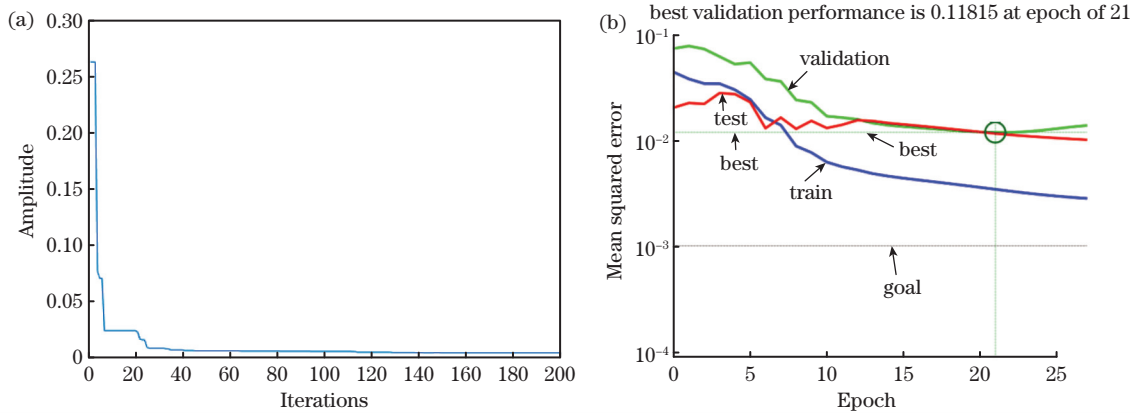 (a)
0.30
0.25
0.20
0.15
0.10
0.05
0
Amplitude
0 20 40 60 80 100 120 140 160 180 200
Iterations
(b)
best validation performance is 0.11815 at epoch of 21
10⁻¹
10⁻²
10⁻³
10⁻⁴
Mean squared error
validation
test
best
best
train
goal
0 5 10 15 20 25
Epoch